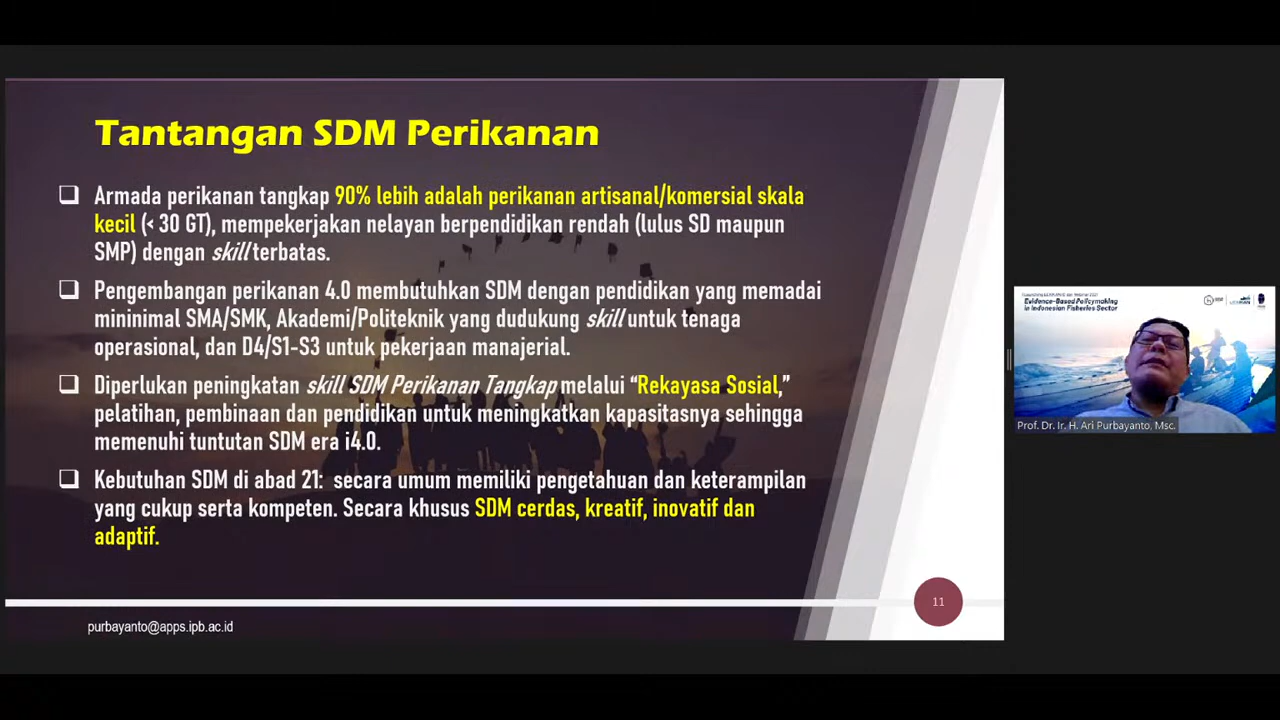 Tantangan SDM Perikanan
❑ Armada perikanan tangkap 90% lebih adalah perikanan artisanal/komersial skala
kecil (< 30 GT), mempekerjakan nelayan berpendidikan rendah (lulus SD maupun
SMP) dengan skill terbatas.
❑ Pengembangan perikanan 4.0 membutuhkan SDM dengan pendidikan yang memadai
mininimal SMA/SMK, Akademi/Politeknik yang dudukung skill untuk tenaga
operasional, dan D4/S1-S3 untuk pekerjaan manajerial.
❑ Diperlukan peningkatan skill SDM Perikanan Tangkap melalui “Rekayasa Sosial,”
pelatihan, pembinaan dan pendidikan untuk meningkatkan kapasitasnya sehingga
memenuhi tuntutan SDM era i4.0.
❑ Kebutuhan SDM di abad 21: secara umum memiliki pengetahuan dan keterampilan
yang cukup serta kompeten. Secara khusus SDM cerdas, kreatif, inovatif dan
adaptif.
11
purbayanto@apps.ipb.ac.id
Evidence-Based Policymaking
in Indonesian Fisheries Sector
Prof. Dr. Ir. H. Ari Purbayanto, Msc.